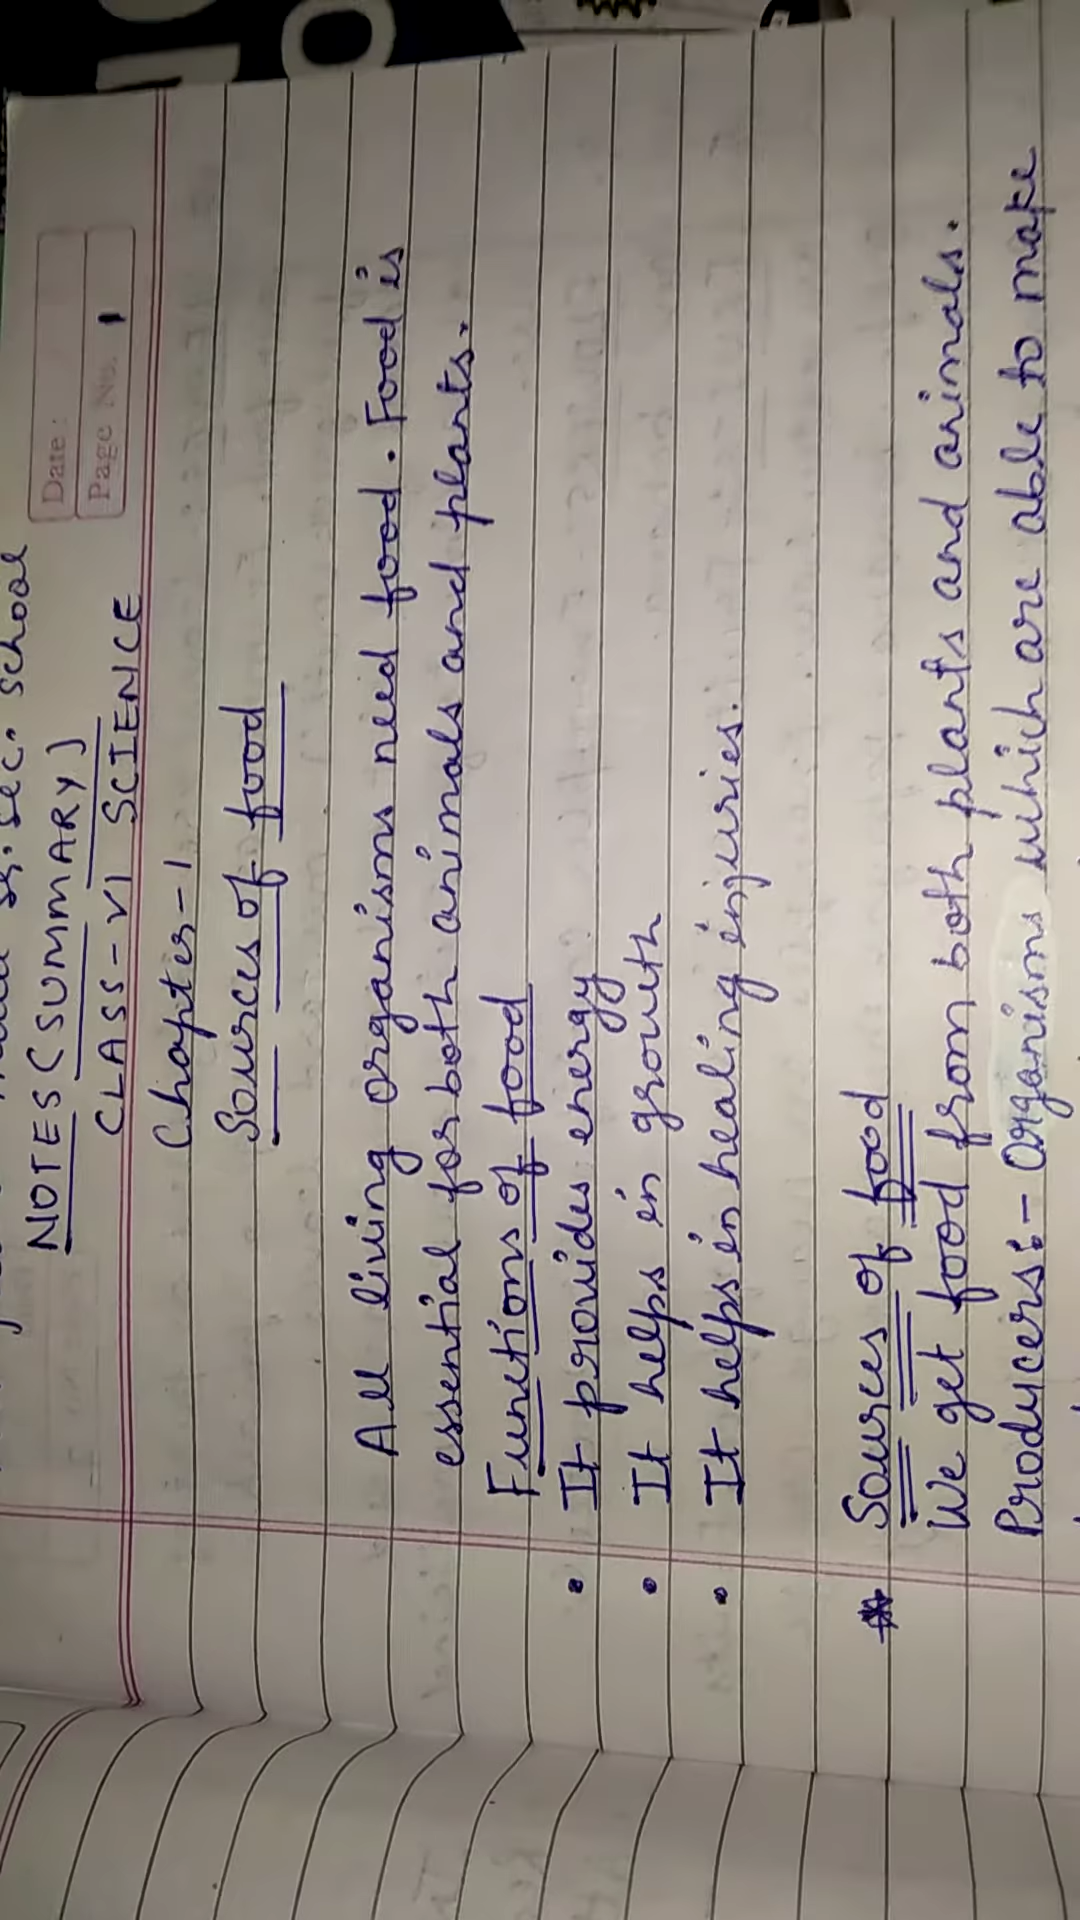 sr. sec. school
NOTES (SUMMARY)
Date:
CLASS-VI SCIENCE
Page No. 1
Chapter-1
Sources of food
All living organisms need food. Food is
essential for both animals and plants.
Functions of food
• It provides energy
• It helps in growth
• It helps in healing injuries.
* Sources of food
We get food from both plants and animals.
Producers:- Organisms which are able to make